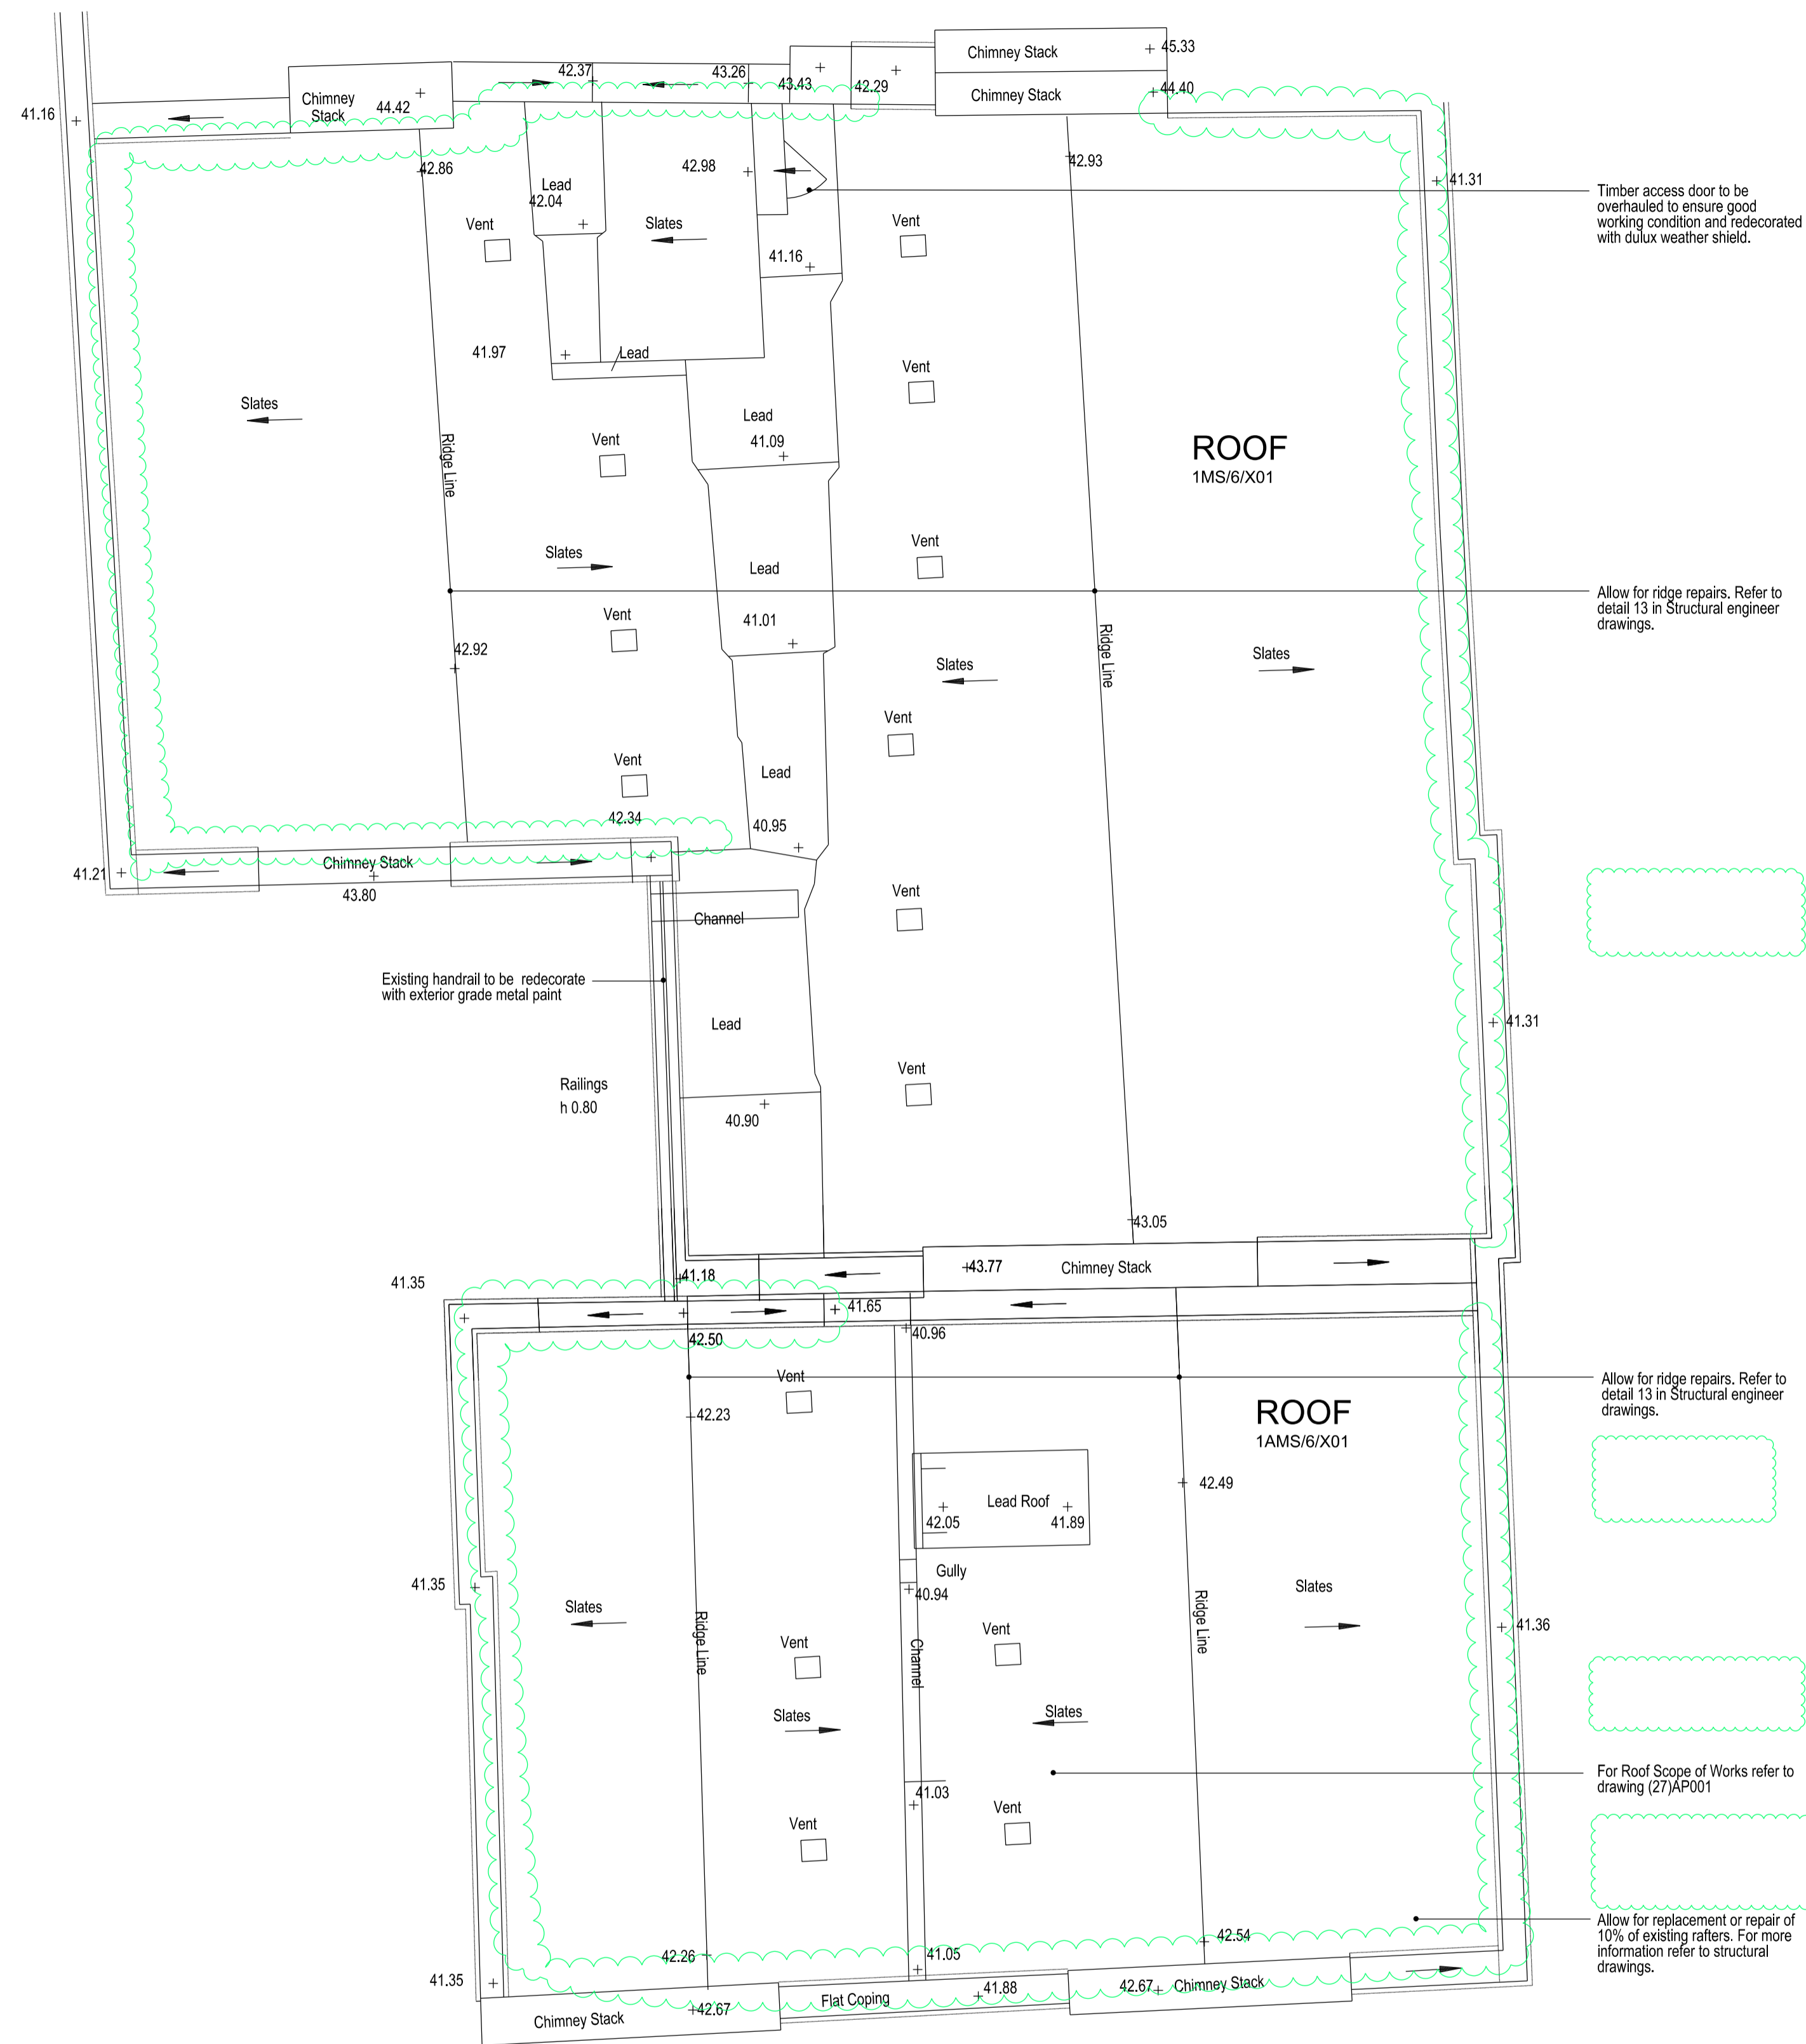 Chimney Stack
45.33
42.37
43.26
43.43
42.29
Chimney Stack
44.40
Chimney
Stack
44.42
41.16
42.86
42.98
42.93
41.31
Lead
42.04
Timber access door to be
overhauled to ensure good
working condition and redecorated
with dulux weather shield.
Vent
Slates
Vent
41.16
41.97
Lead
Vent
Slates
Lead
41.09
Vent
Ridge Line
ROOF
1MS/6/X01
Slates
Lead
Vent
Allow for ridge repairs. Refer to
detail 13 in Structural engineer
drawings.
Vent
41.01
42.92
Ridge Line
Slates
Slates
Vent
Vent
Lead
42.34
40.95
Chimney Stack
41.21
43.80
Vent
Channel
Existing handrail to be redecorate
with exterior grade metal paint
Lead
41.31
Vent
Railings
h 0.80
40.90
43.05
41.35
41.18
43.77
Chimney Stack
41.65
42.50
40.96
Vent
Allow for ridge repairs. Refer to
detail 13 in Structural engineer
drawings.
42.23
ROOF
1AMS/6/X01
42.49
Lead Roof
42.05
41.89
Gully
41.35
40.94
Slates
Slates
Ridge Line
Ridge Line
41.36
Vent
Vent
Channel
Slates
Slates
For Roof Scope of Works refer to
drawing (27)AP001
41.03
Vent
Vent
Allow for replacement or repair of
10% of existing rafters. For more
information refer to structural
drawings.
42.26
41.05
42.54
41.35
42.67
Flat Coping
41.88
42.67
Chimney Stack
Chimney Stack